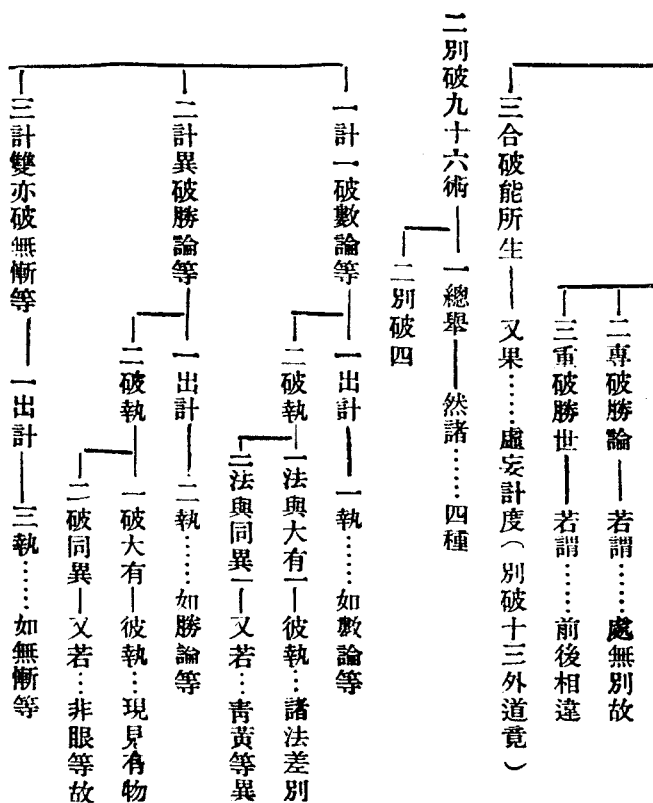 二專破勝論——若謂……處無別故
三重破勝世——若謂……前後相違
三合破能所生——又果……虛妄計度（別破十三外道竟）
二別破九十六術——一總舉——然諸……四種
二別破四
一計一破數論等——一出計——一執……如數論等
二破執——一法與大有一—彼執…諸法差別
二法與同異一—又若…青黃等異
二計異破勝論等——一出計——二執……如勝論等
二破執——一破大有—彼執…現見有物
二破同異—又若…非眼等故
三計雙亦破無慚等——一出計——三執……如無慚等